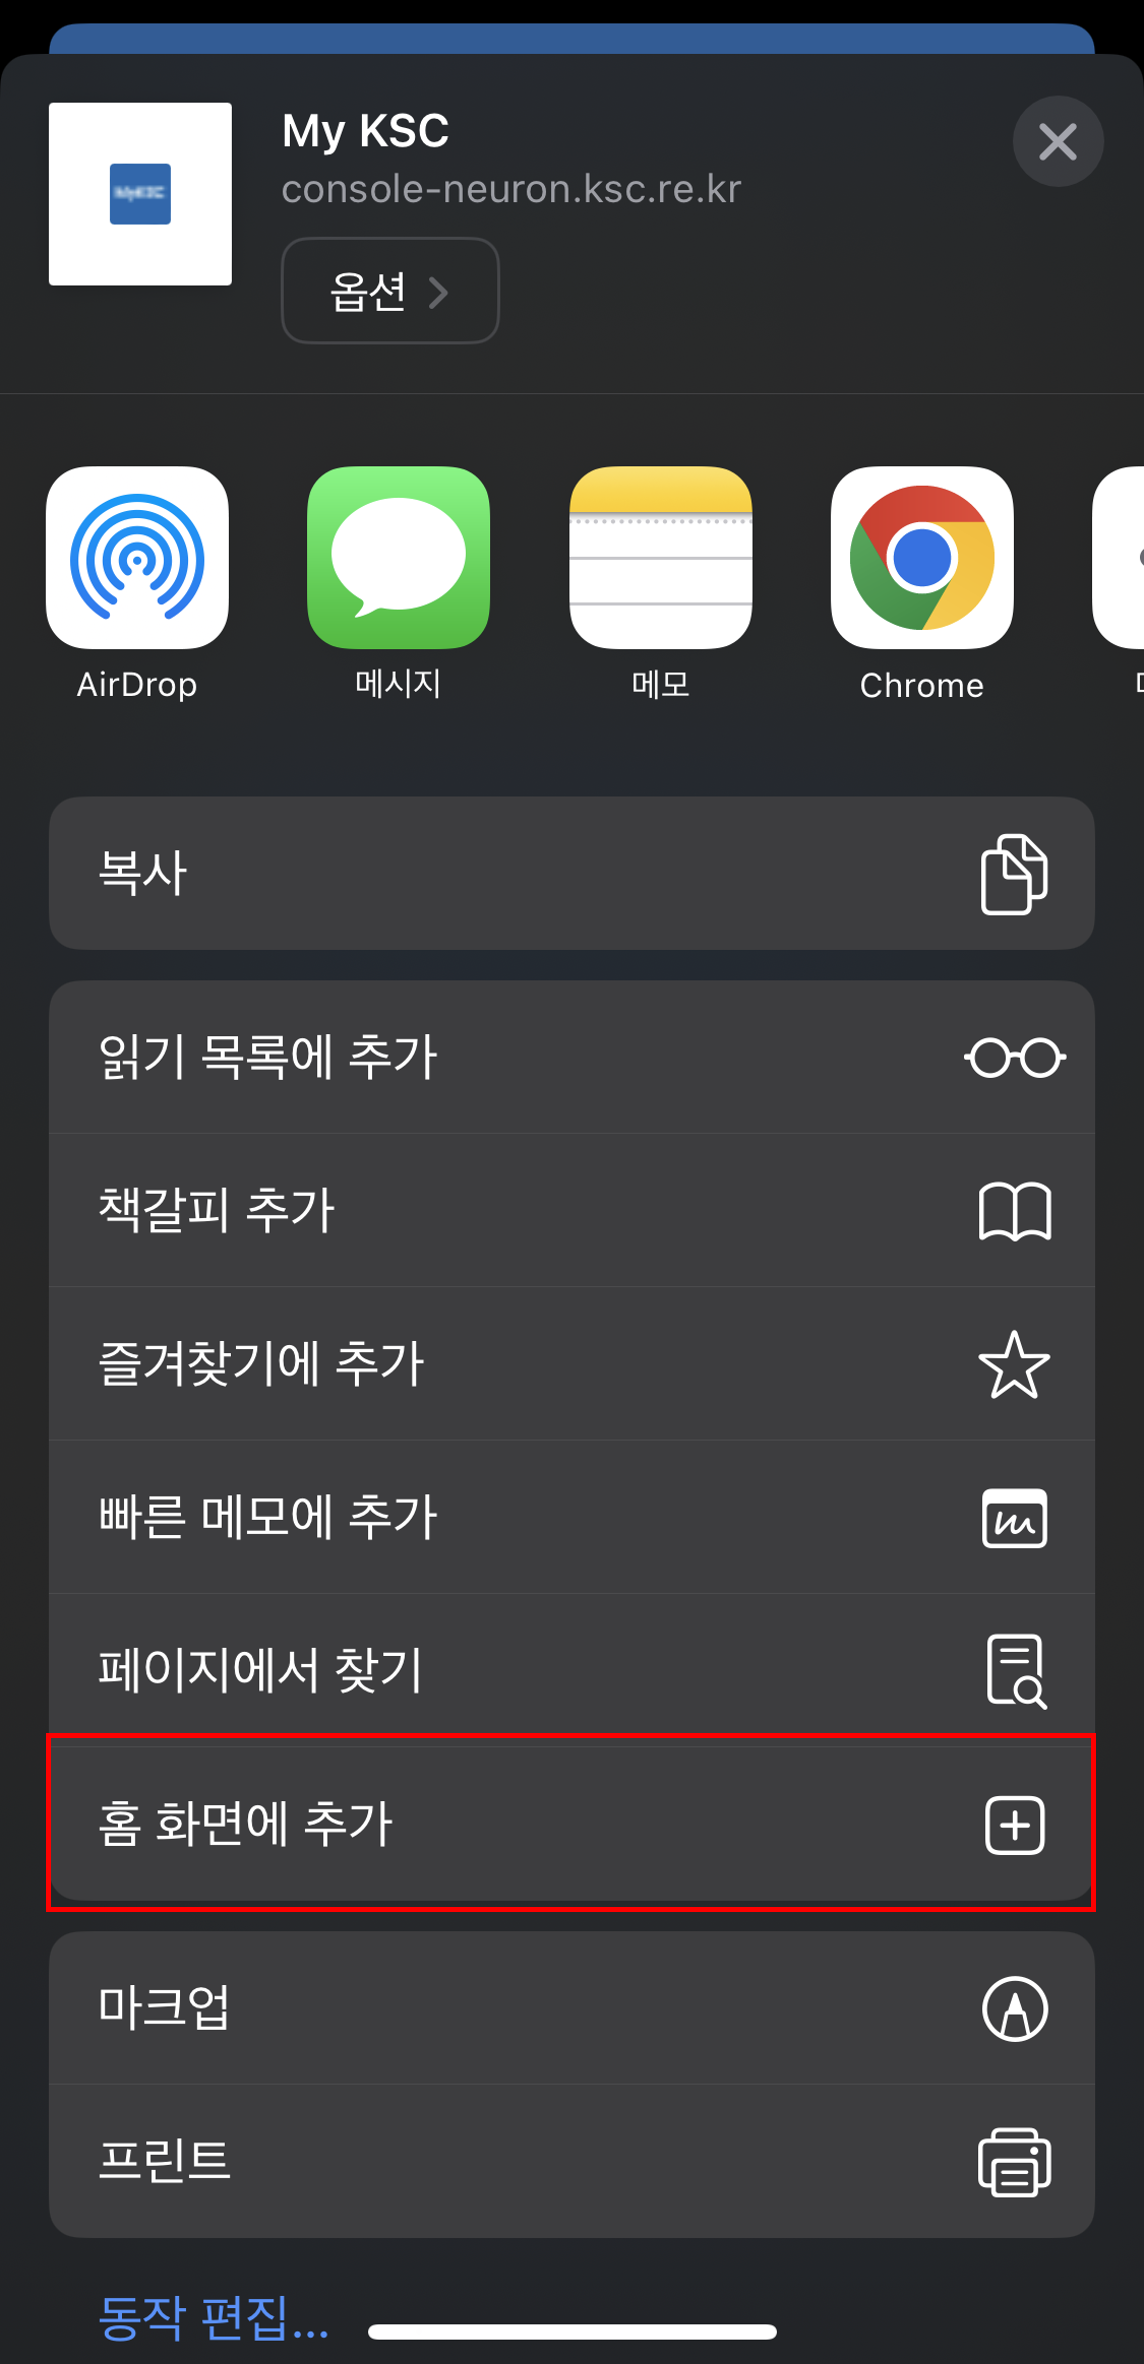 My KSC
console-neuron.ksc.re.kr
옵션
AirDrop
메시지
메모
Chrome
복사
읽기 목록에 추가
책갈피 추가
즐겨찾기에 추가
빠른 메모에 추가
페이지에서 찾기
홈 화면에 추가
마크업
프린트
동작 편집...